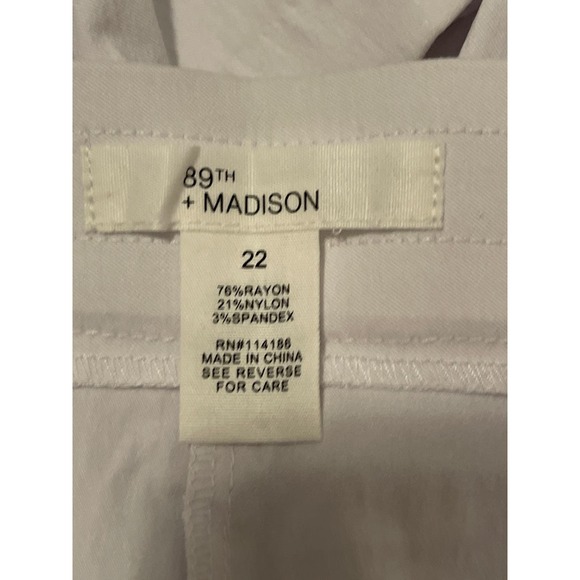 89TH
+ MADISON
22
76%RAYON
21%NYLON
3%SPANDEX
RN#114186
MADE IN CHINA
SEE REVERSE
FOR CARE